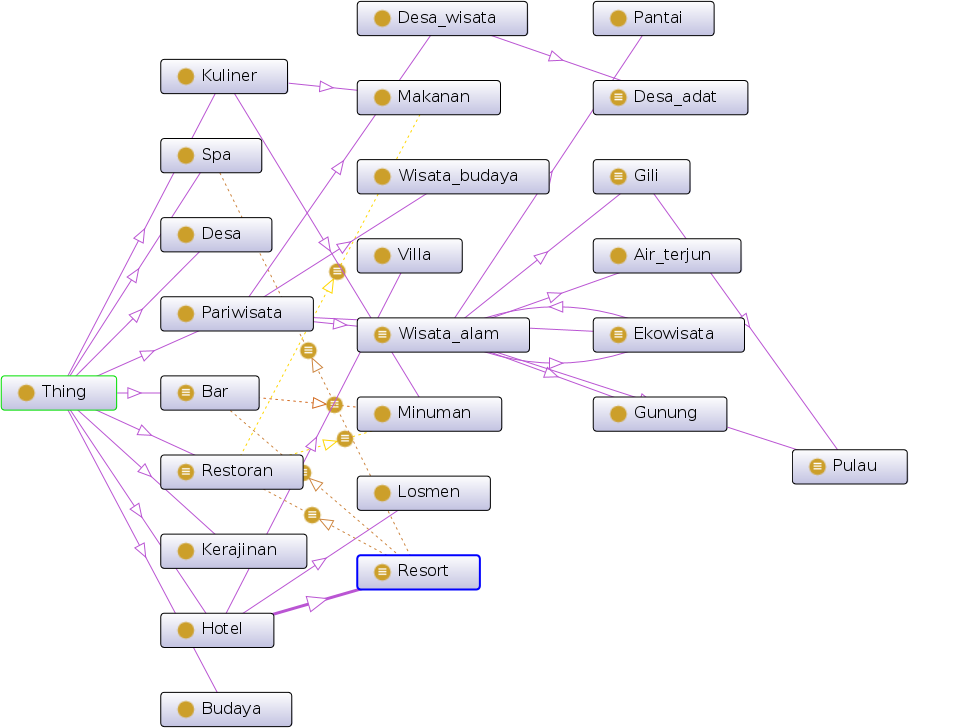 Desa_wisata
Pantai
Kuliner
Makanan
Desa_adat
Spa
Wisata_budaya
Gili
Desa
Villa
Air_terjun
Pariwisata
Wisata_alam
Ekowisata
Thing
Bar
Minuman
Gunung
Restoran
Pulau
Losmen
Kerajinan
Resort
Hotel
Budaya